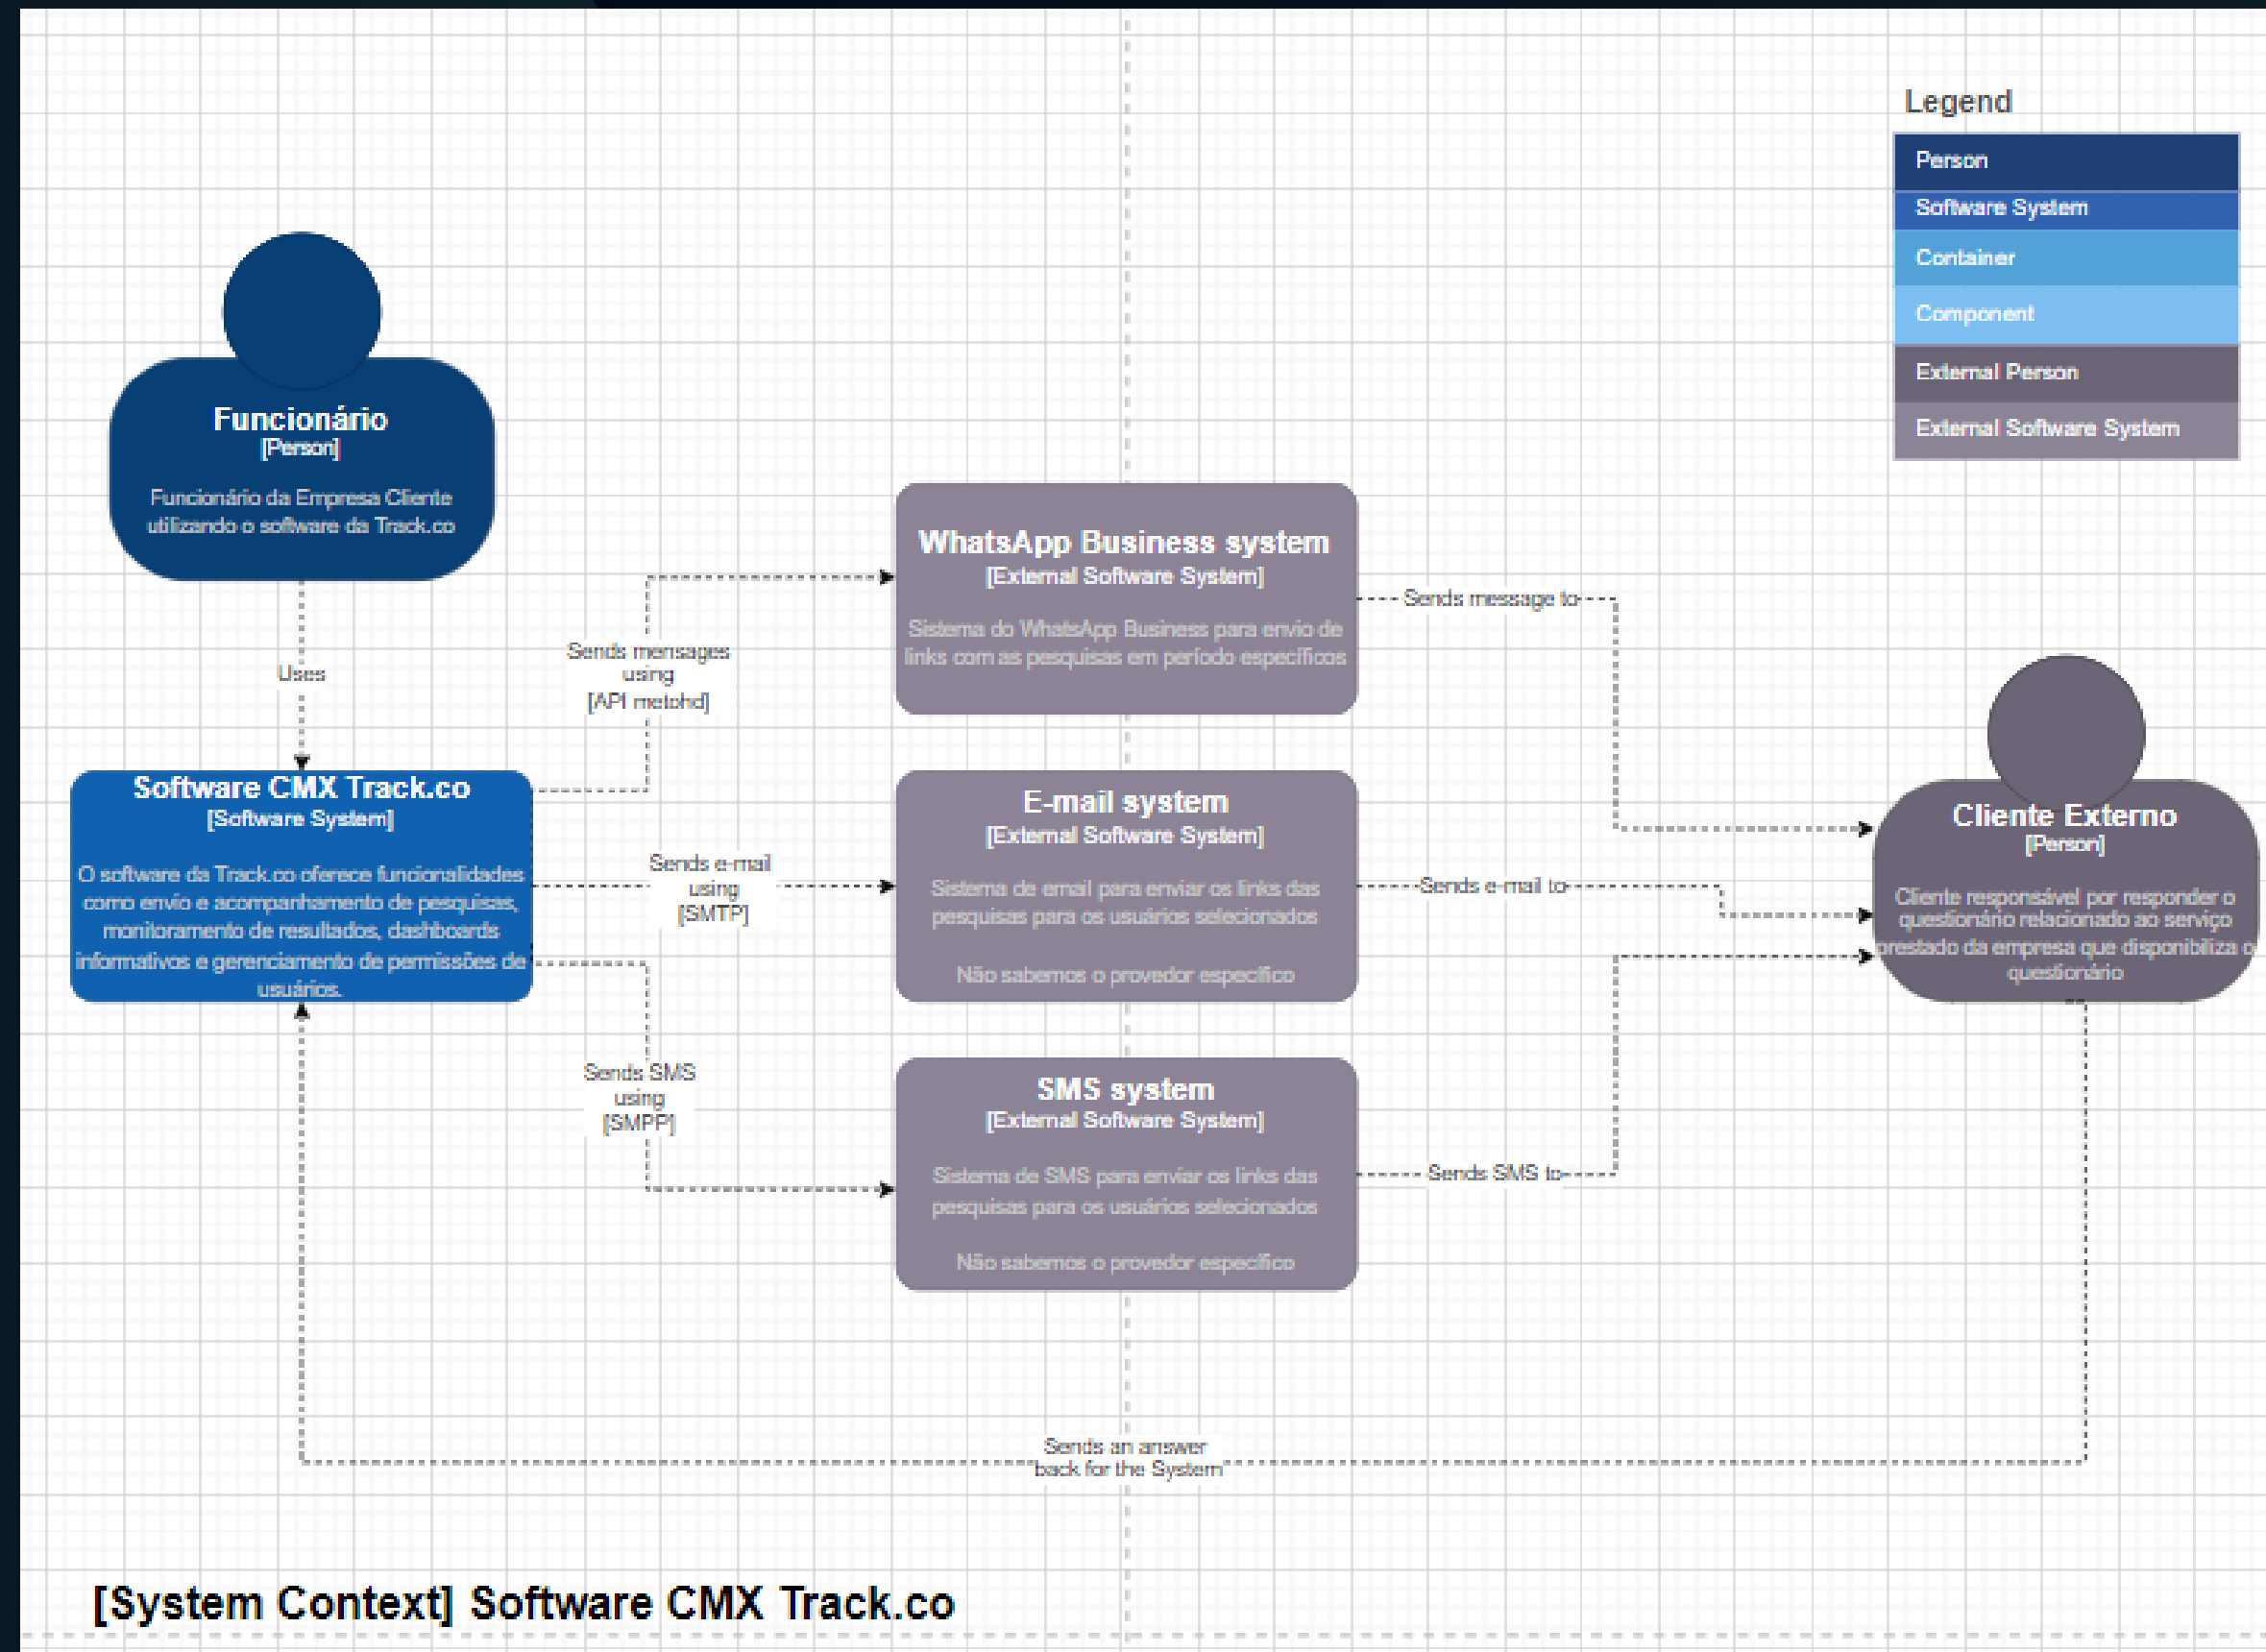 Legend
Person
Software System
Container
Component
External Person
External Software System
Funcionário
[Person]
Funcionário da Empresa Cliente
utilizando o software da Track.co
Uses
Software CMX Track.co
[Software System]
O software da Track.co oferece funcionalidades
como envio e acompanhamento de pesquisas,
monitoramento de resultados, dashboards
informativos e gerenciamento de permissões de
usuários.
Sends mensages
using
[API metohd]
Sends e-mail
using
[SMTP]
Sends SMS
using
[SMPP]
WhatsApp Business system
[External Software System]
Sistema do WhatsApp Business para envio de
links com as pesquisas em período específicos
E-mail system
[External Software System]
Sistema de email para enviar os links das
pesquisas para os usuários selecionados
Não sabemos o provedor específico
SMS system
[External Software System]
Sistema de SMS para enviar os links das
pesquisas para os usuários selecionados
Não sabemos o provedor específico
Sends message to
Sends e-mail to
Sends SMS to
Cliente Externo
[Person]
Cliente responsável por responder o
questionário relacionado ao serviço
prestado da empresa que disponibiliza o
questionário
Sends an answer
back for the System
[System Context] Software CMX Track.co